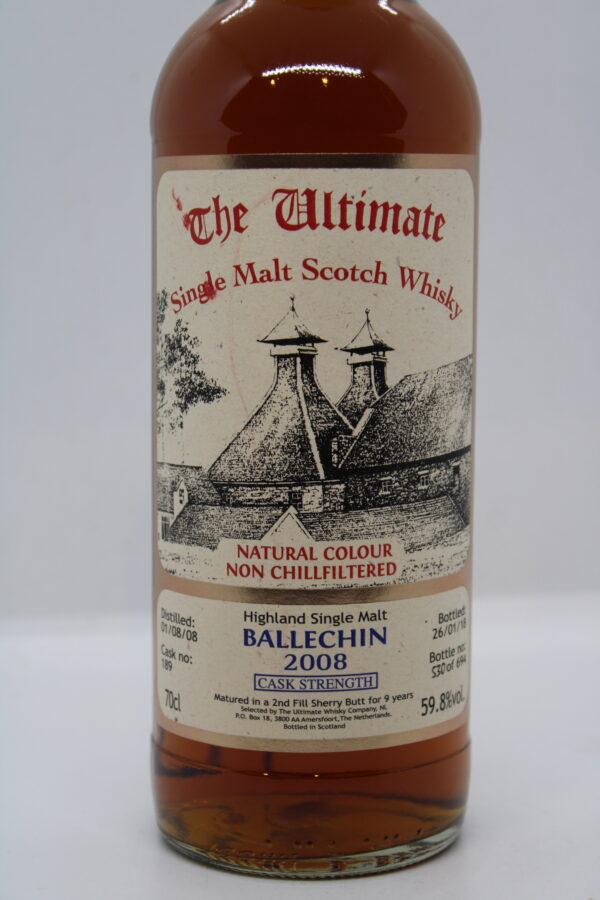 The Ultimate
Single Malt Scotch Whisky
NATURAL COLOUR
NON CHILLFILTERED
Distilled:
01/08/08
Cask no:
189
70cl
Highland Single Malt
BALLECHIN
2008
CASK STRENGTH
Matured in a 2nd Fill Sherry Butt for 9 years
Selected by The Ultimate Whisky Company, NL
P.O. Box 18, 3800 AA Amersfoort, The Netherlands.
Bottled in Scotland
Bottled:
26/01/18
Bottle no:
530 of 694
59.8%vol.